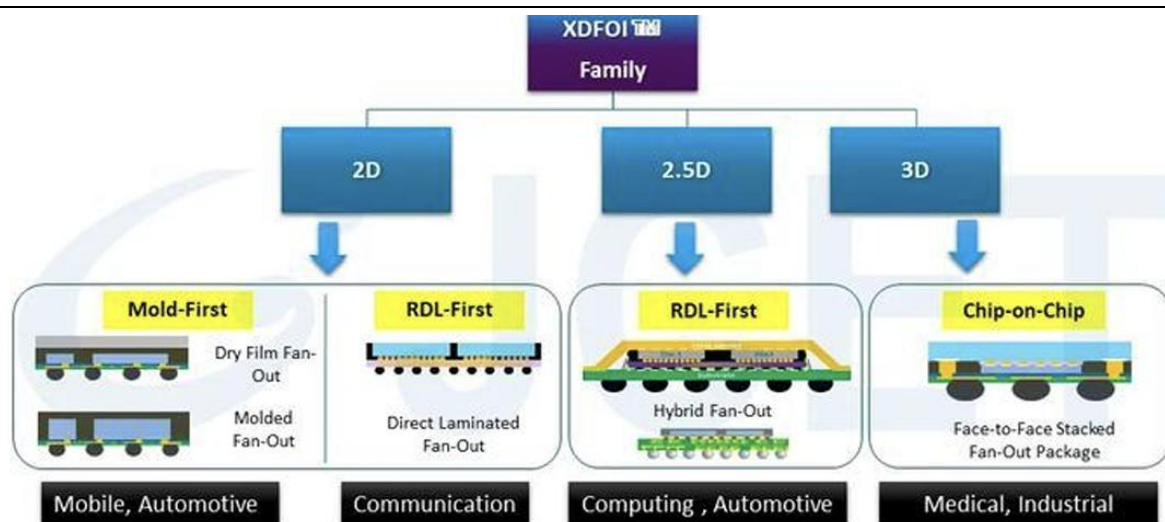 XDFOI
Family
2D
2.5D
3D
Mold-First
RDL-First
RDL-First
Chip-on-Chip
Dry Film Fan-
Out
Molded
Fan-Out
Direct Laminated
Fan-Out
Hybrid Fan-Out
Face-to-Face Stacked
Fan-Out Package
Mobile, Automotive
Communication
Computing , Automotive
Medical, Industrial
JCET